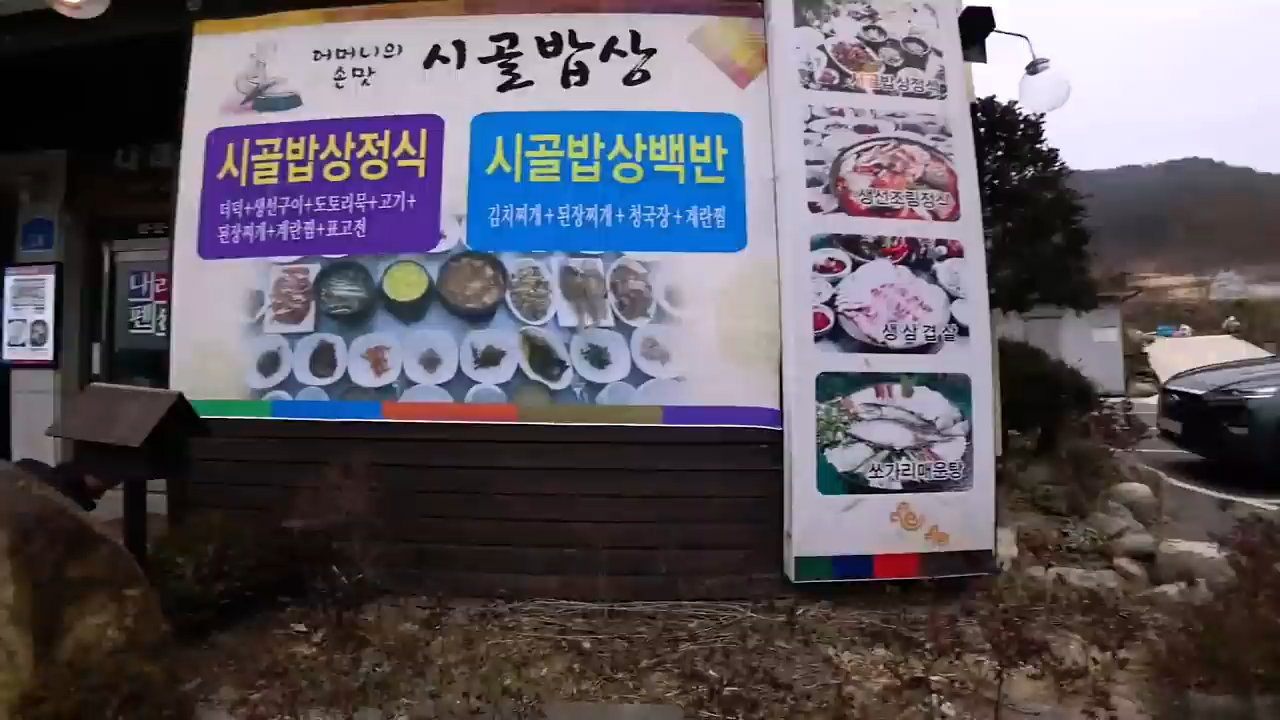 어머니의
손맛
시골밥상
시골밥상정식
더덕+생선구이+도토리묵+고기+
된장찌개+계란찜+표고전
시골밥상백반
김치찌개+된장찌개+청국장+계란찜
시골밥상정식
생선조림정식
생삼겹살
쏘가리매운탕